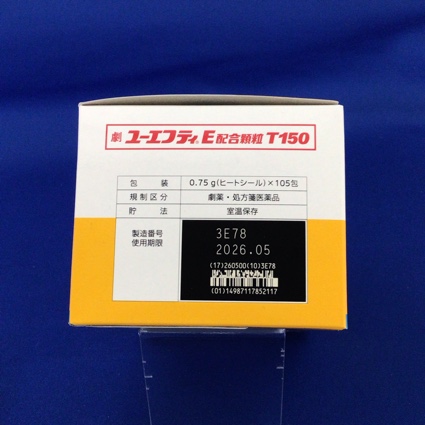 劇 ユーエフティE配合顆粒T150
包装 0.75g(ヒートシール)×105包
規制区分 劇薬・処方箋医薬品
貯法 室温保存
製造番号 3E78
使用期限 2026.05
(17)260500(10)3E78
(01)14987117852117